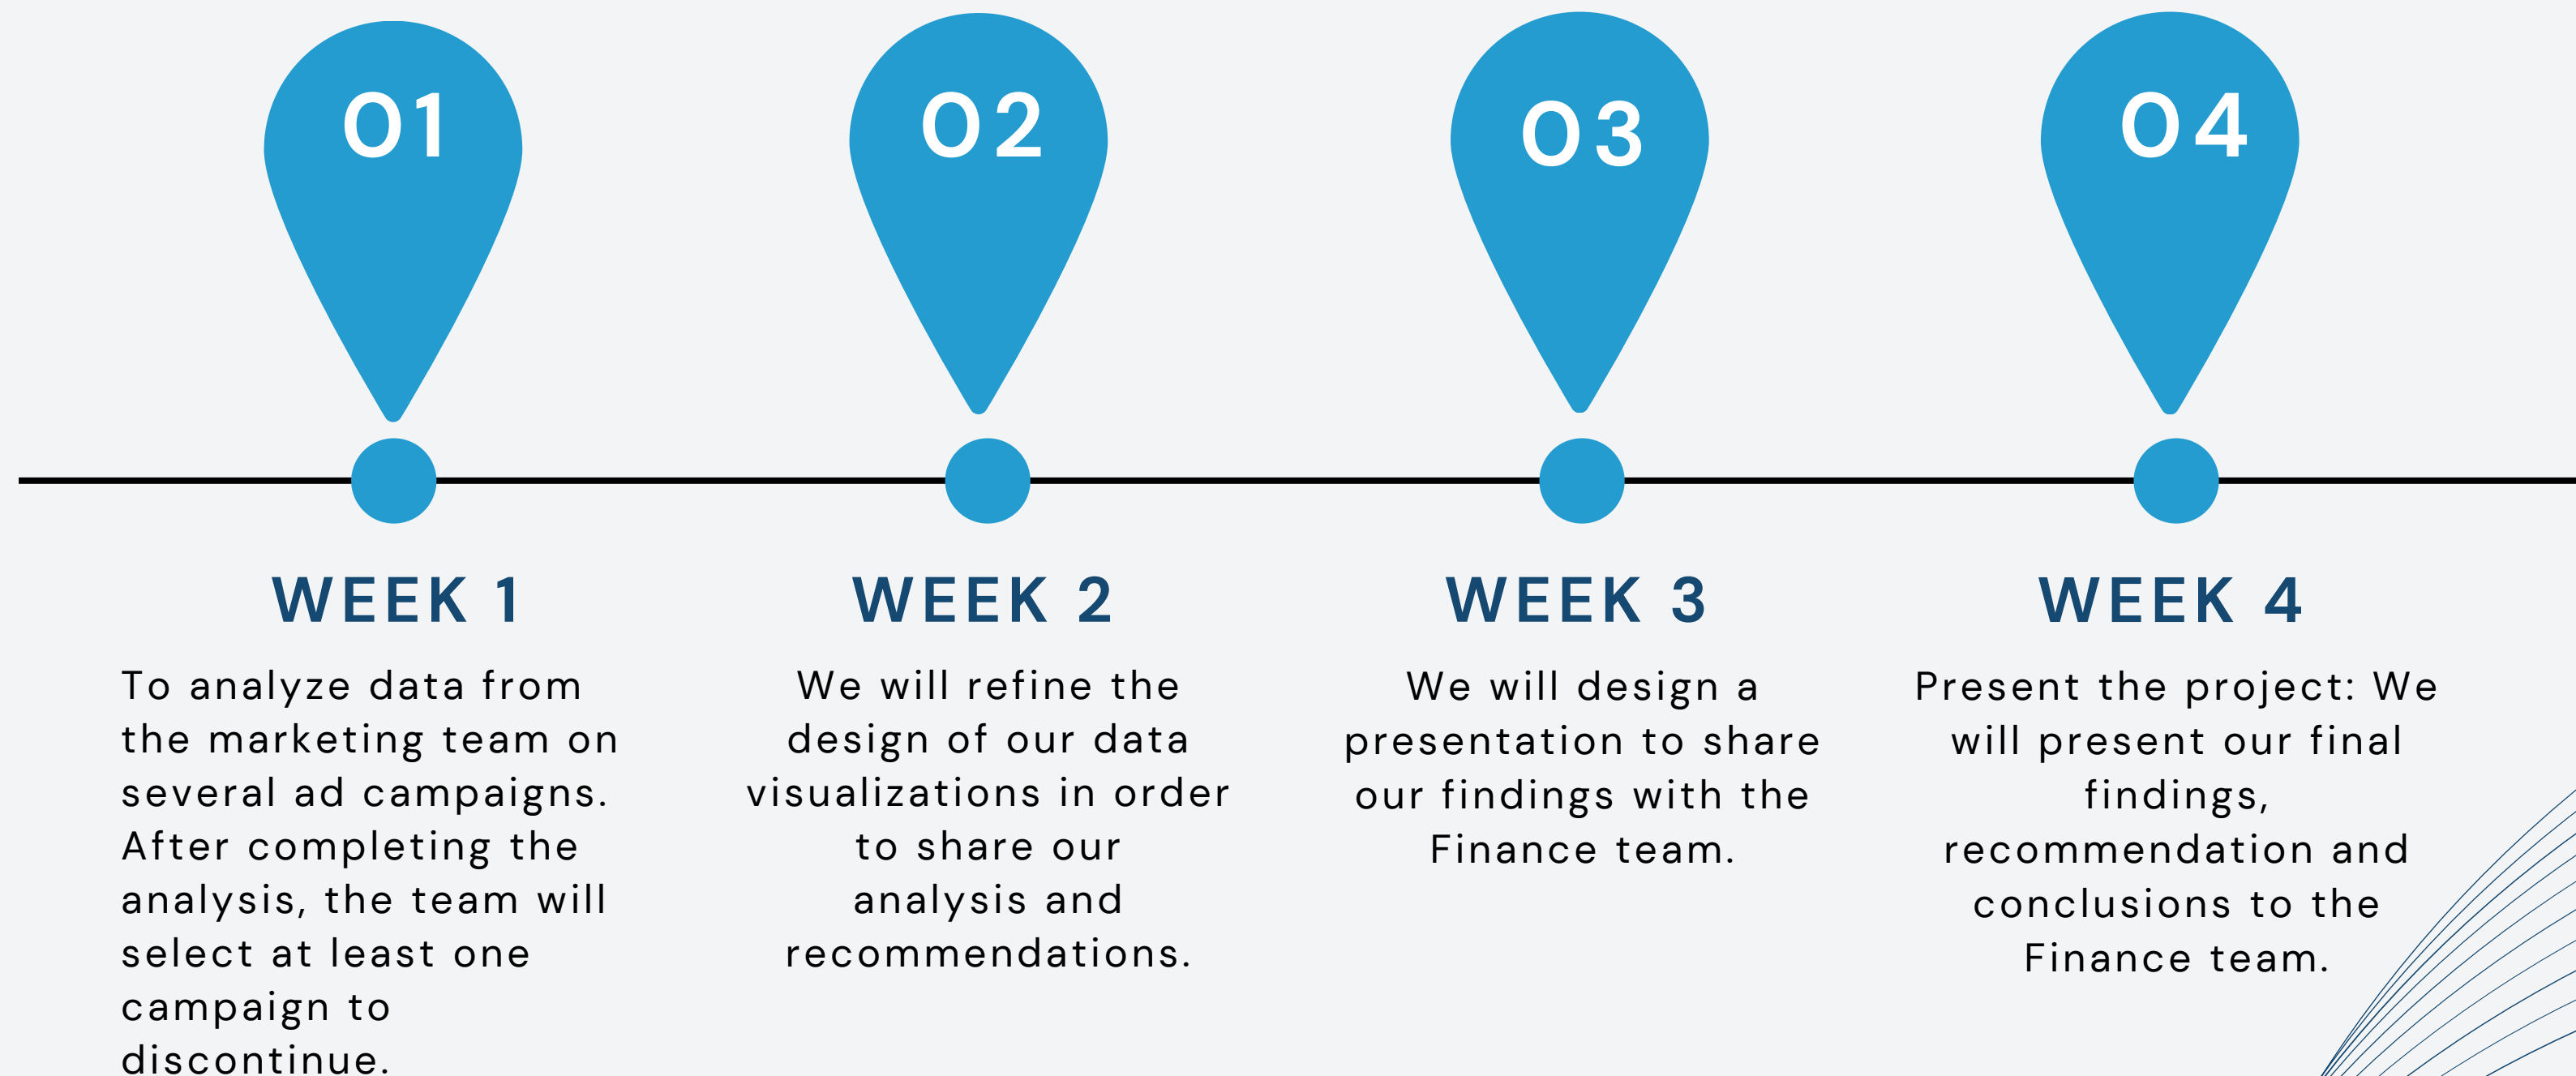 01
02
03
04
WEEK 1
To analyze data from
the marketing team on
several ad campaigns.
After completing the
analysis, the team will
select at least one
campaign to
discontinue.
WEEK 2
We will refine the
design of our data
visualizations in order
to share our
analysis and
recommendations.
WEEK 3
We will design a
presentation to share
our findings with the
Finance team.
WEEK 4
Present the project: We
will present our final
findings,
recommendation and
conclusions to the
Finance team.